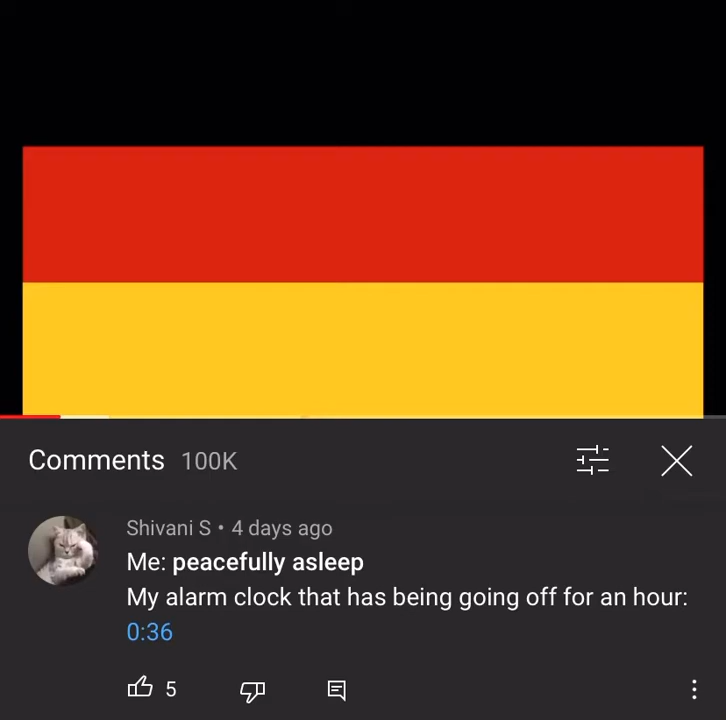 Comments 100K
Shivani S • 4 days ago
Me: peacefully asleep
My alarm clock that has being going off for an hour:
0:36
5